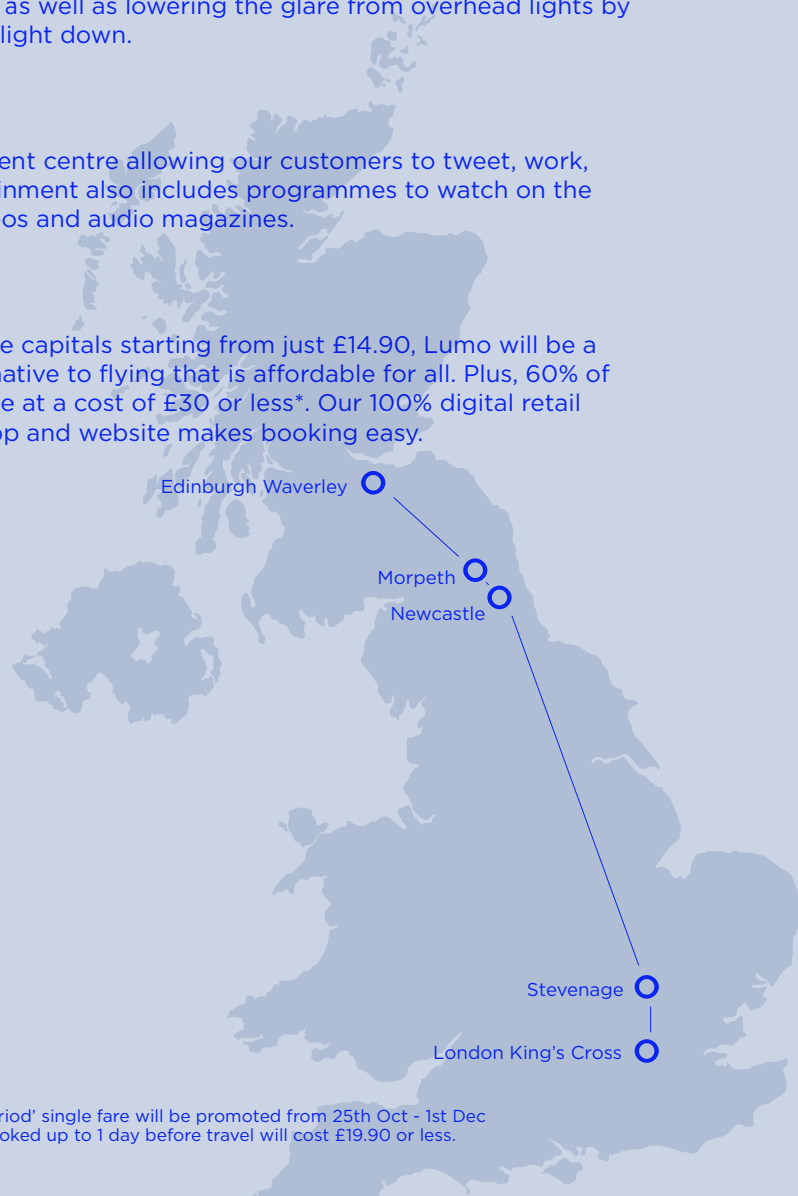 as well as lowering the glare from overhead lights by
light down.
ent centre allowing our customers to tweet, work,
inment also includes programmes to watch on the
os and audio magazines.
e capitals starting from just £14.90, Lumo will be a
ative to flying that is affordable for all. Plus, 60% of
e at a cost of £30 or less*. Our 100% digital retail
op and website makes booking easy.
Edinburgh Waverley
Morpeth
Newcastle
Stevenage
London King’s Cross
riod’ single fare will be promoted from 25th Oct - 1st Dec
oked up to 1 day before travel will cost £19.90 or less.